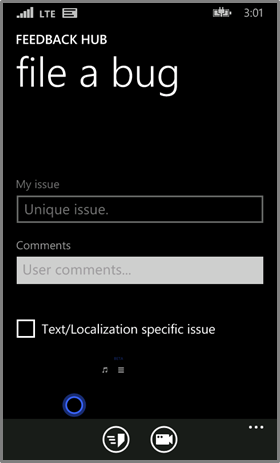 LTE 3:01
FEEDBACK HUB
file a bug
My issue
Unique issue.
Comments
User comments...
Text/Localization specific issue